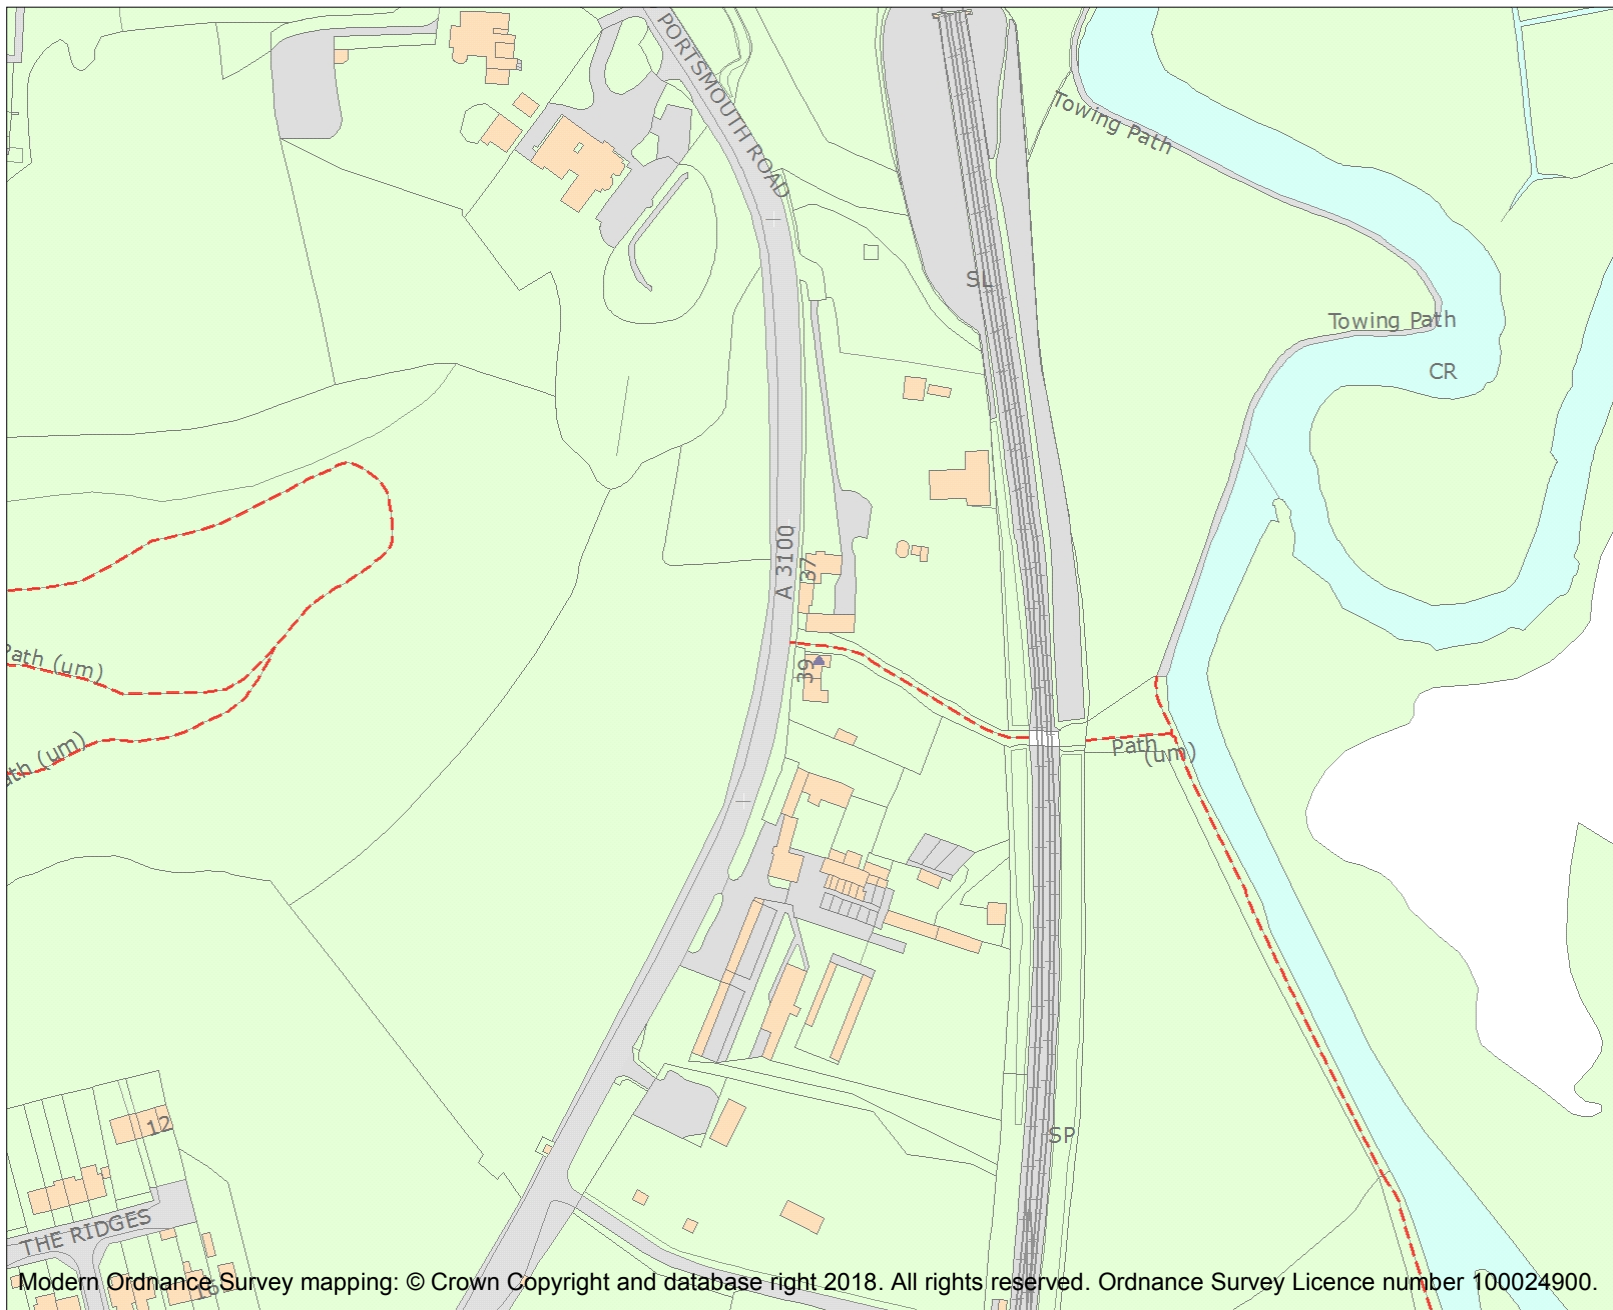 PORTSMOUTH ROAD
Towing Path
SL
Towing Path
CR
A 3100
37
39
Path (um)
ath (um)
Path
(um)
12
SP
THE RIDGES
16
Modern Ordnance Survey mapping: © Crown Copyright and database right 2018. All rights reserved. Ordnance Survey Licence number 100024900.